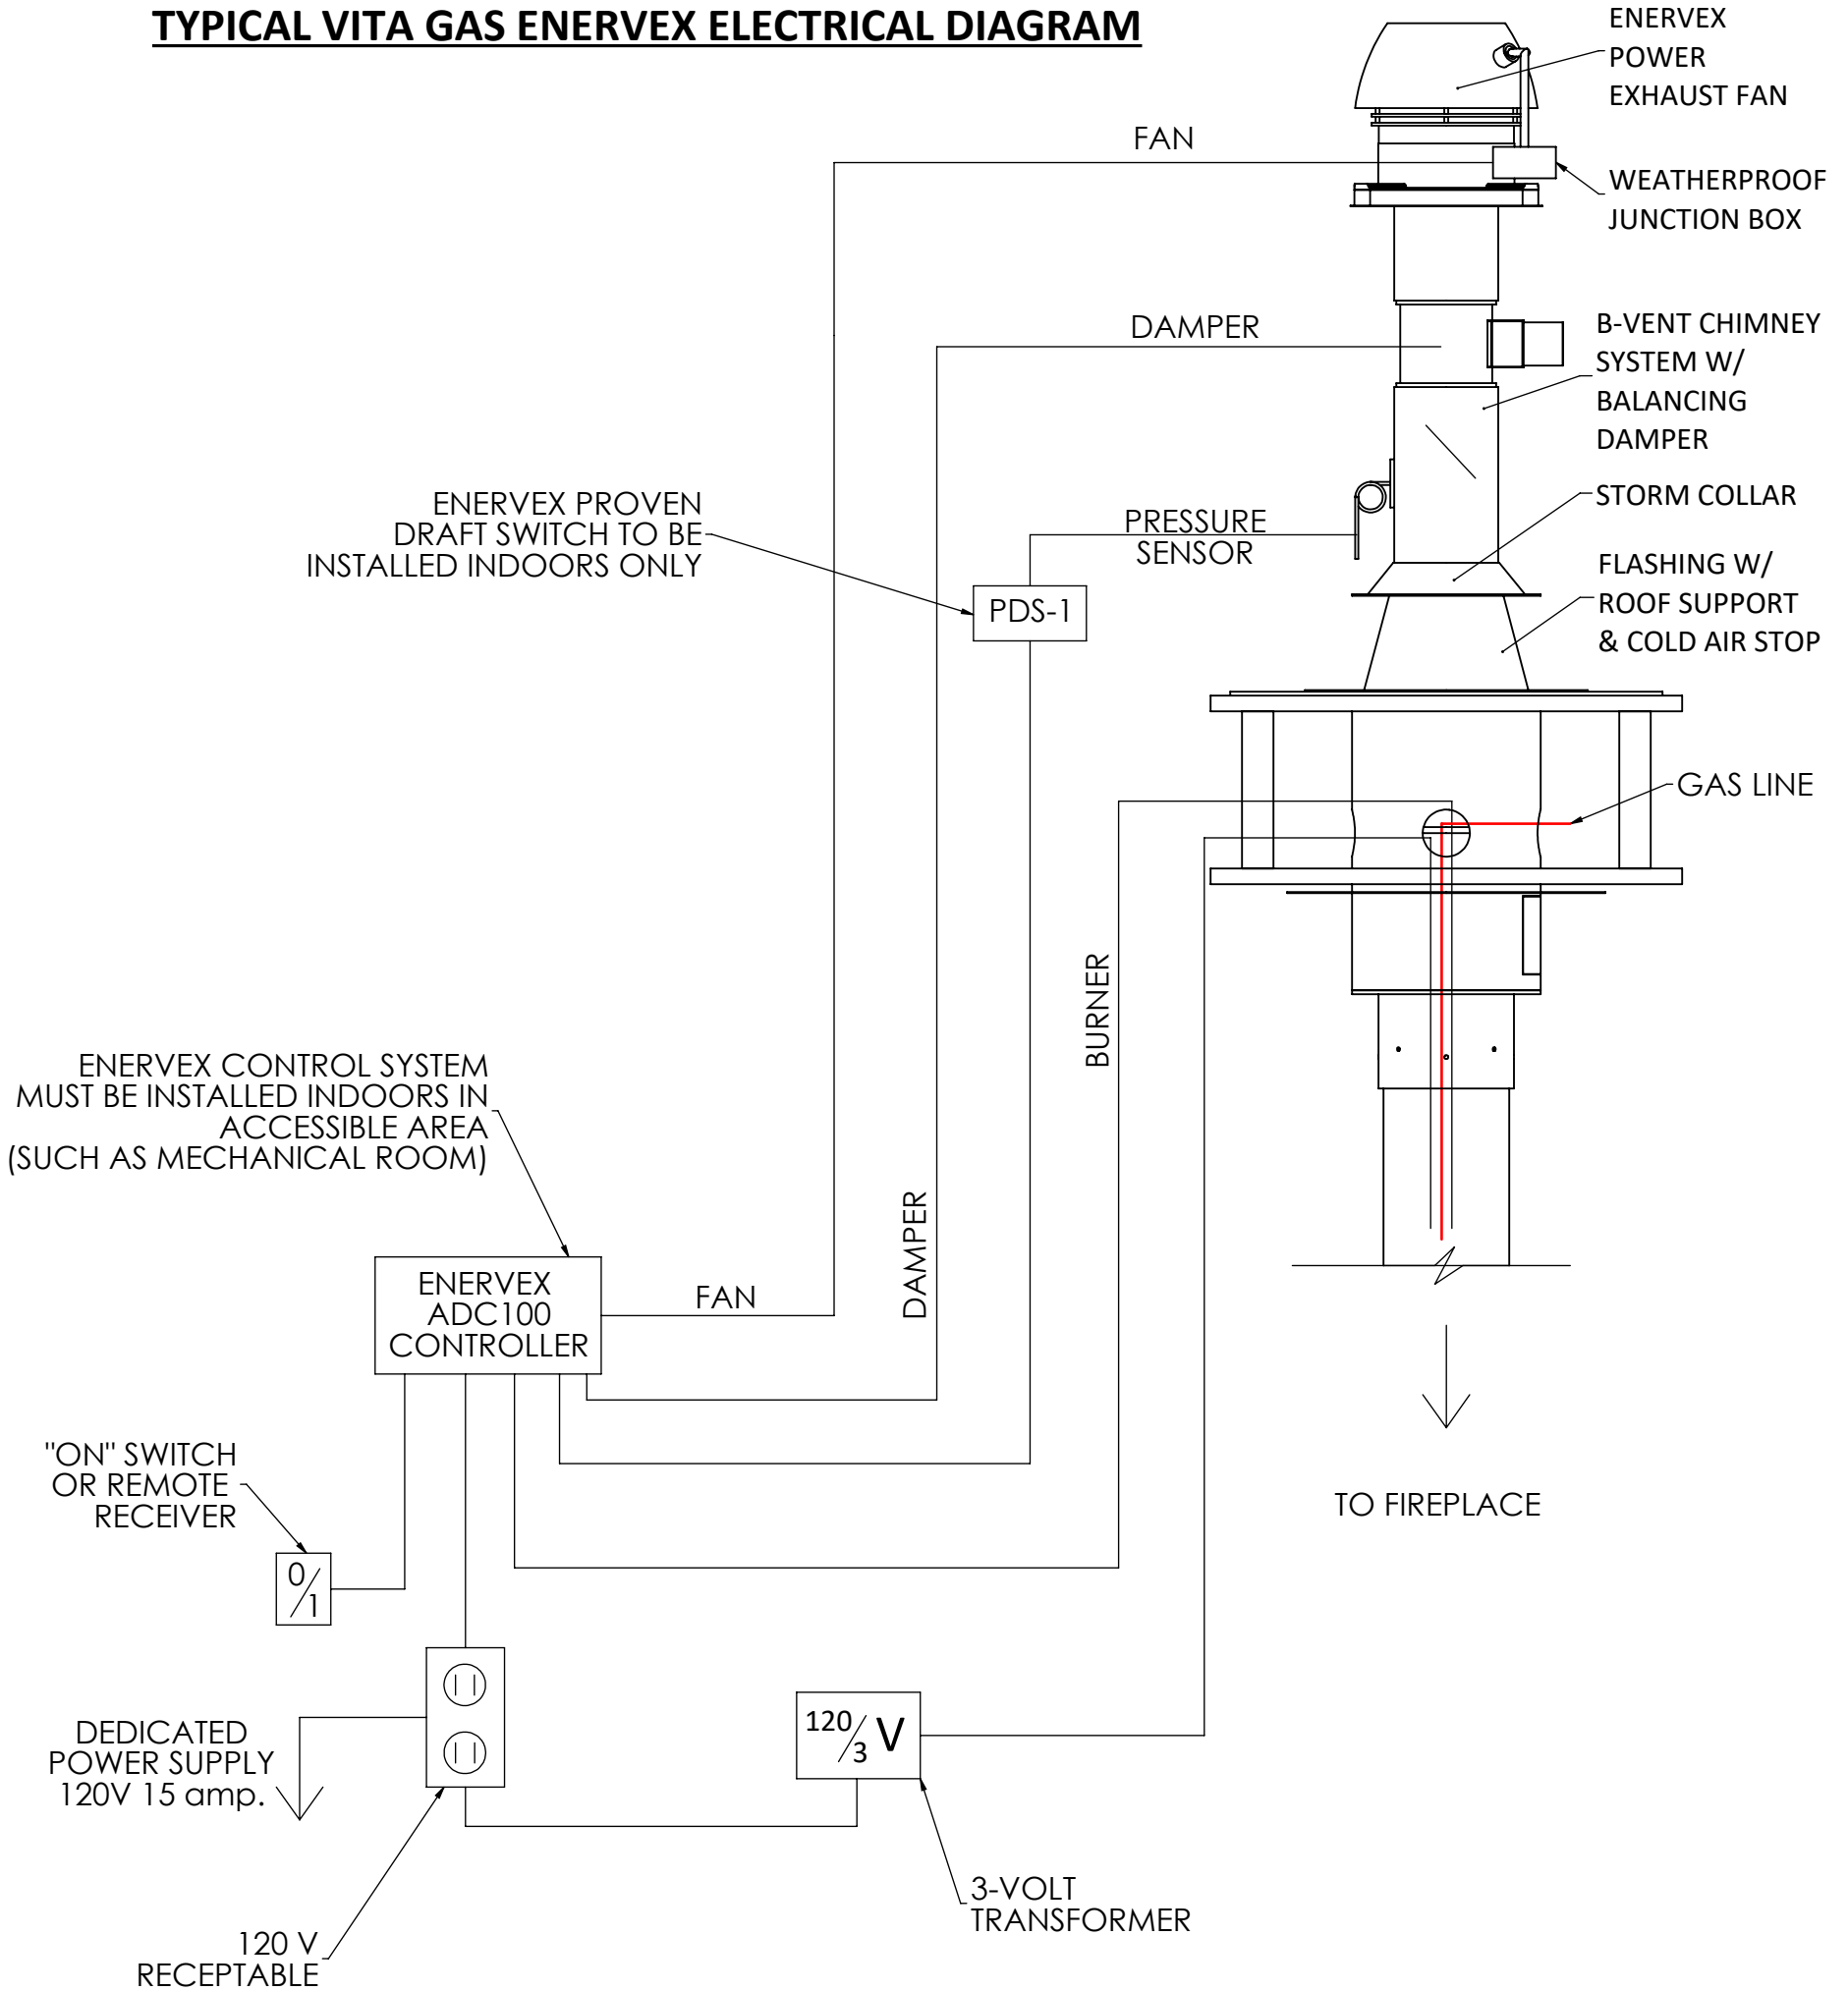 TYPICAL VITA GAS ENERVEX ELECTRICAL DIAGRAM
ENERVEX
POWER
EXHAUST FAN
FAN
WEATHERPROOF
JUNCTION BOX
DAMPER
B-VENT CHIMNEY
SYSTEM W/
BALANCING
DAMPER
ENERVEX PROVEN
DRAFT SWITCH TO BE
INSTALLED INDOORS ONLY
PRESSURE
SENSOR
STORM COLLAR
PDS-1
FLASHING W/
ROOF SUPPORT
& COLD AIR STOP
GAS LINE
BURNER
ENERVEX CONTROL SYSTEM
MUST BE INSTALLED INDOORS IN
ACCESSIBLE AREA
(SUCH AS MECHANICAL ROOM)
DAMPER
ENERVEX
ADC100
CONTROLLER
FAN
"ON" SWITCH
OR REMOTE
RECEIVER
0/1
TO FIREPLACE
DEDICATED
POWER SUPPLY
120V 15 amp.
120/3 V
3-VOLT
TRANSFORMER
120 V
RECEPTABLE